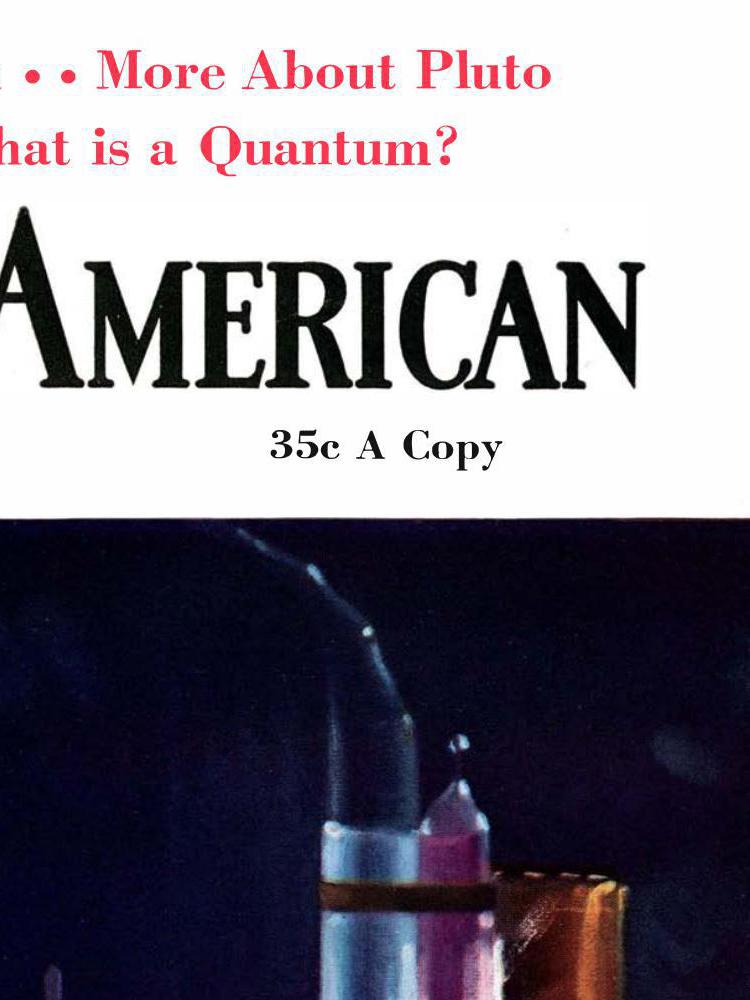 • • More About Pluto
hat is a Quantum?
AMERICAN
35c A Copy